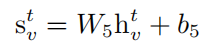 s_v^t = W_5 h_v^t + b_5